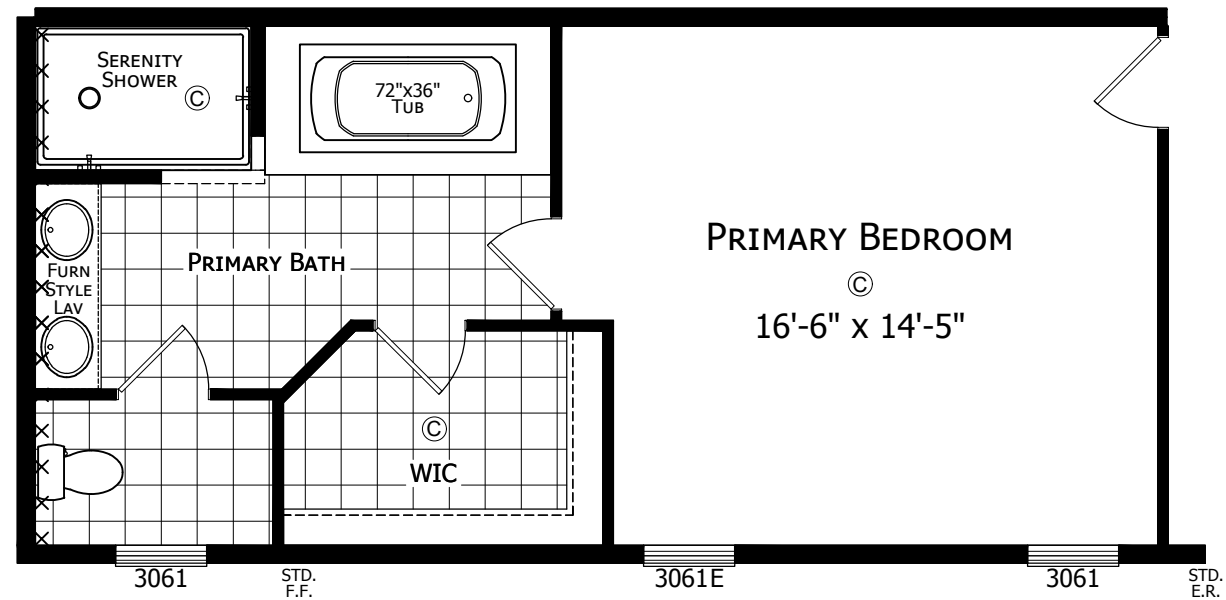 SERENITY
SHOWER
C
72"x36"
TUB
PRIMARY BATH
FURN
STYLE
LAV
PRIMARY BEDROOM
C
16'-6" x 14'-5"
C
WIC
3061
STD.
F.F.
3061E
3061
STD.
E.R.